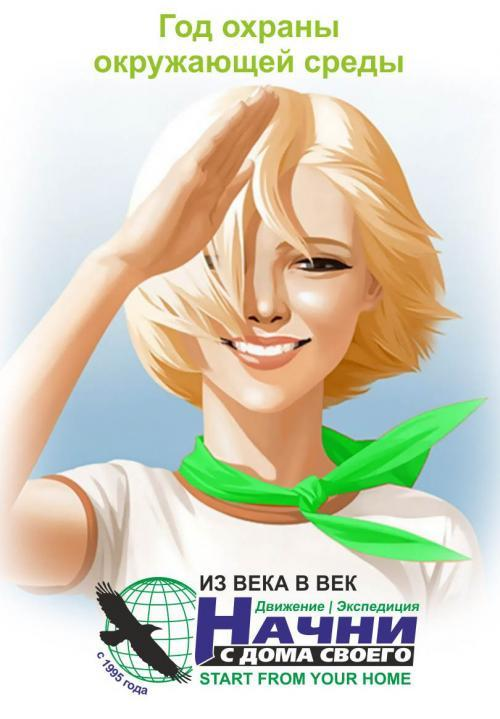 Год охраны
окружающей среды
ИЗ ВЕКА В ВЕК
Движение | Экспедиция
Начни
С ДОМА СВОЕГО
START FROM YOUR HOME
с 1995 года